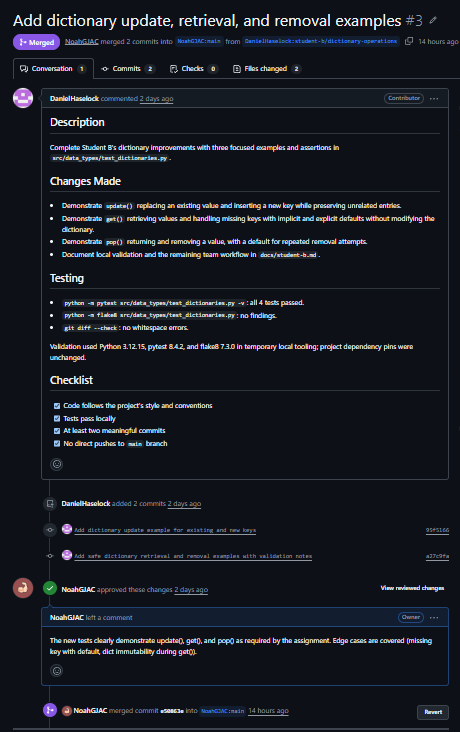 Add dictionary update, retrieval, and removal examples #3
Merged NoahGJAC merged 2 commits into NoahGJAC:main from DanielHaselock:student-b/dictionary-operations 14 hours ago
Conversation 1 Commits 2 Checks 0 Files changed 2
DanielHaselock commented 2 days ago Contributor
Description
Complete Student B's dictionary improvements with three focused examples and assertions in
src/data_types/test_dictionaries.py.
Changes Made
Demonstrate update() replacing an existing value and inserting a new key while preserving unrelated entries.
Demonstrate get() retrieving values and handling missing keys with implicit and explicit defaults without modifying the
dictionary.
Demonstrate pop() returning and removing a value, with a default for repeated removal attempts.
Document local validation and the remaining team workflow in docs/student-b.md.
Testing
python -m pytest src/data_types/test_dictionaries.py -v: all 4 tests passed.
python -m flake8 src/data_types/test_dictionaries.py: no findings.
git diff --check: no whitespace errors.
Validation used Python 3.12.15, pytest 8.4.2, and flake8 7.3.0 in temporary local tooling; project dependency pins were
unchanged.
Checklist
Code follows the project's style and conventions
Tests pass locally
At least two meaningful commits
No direct pushes to main branch
DanielHaselock added 2 commits 2 days ago
Add dictionary update example for existing and new keys 95f5166
Add safe dictionary retrieval and removal examples with validation notes a27c9fa
NoahGJAC approved these changes 2 days ago View reviewed changes
NoahGJAC left a comment Owner
The new tests clearly demonstrate update(), get(), and pop() as required by the assignment. Edge cases are covered (missing
key with default, dict immutability during get()).
NoahGJAC merged commit e50863e into NoahGJAC:main 14 hours ago Revert